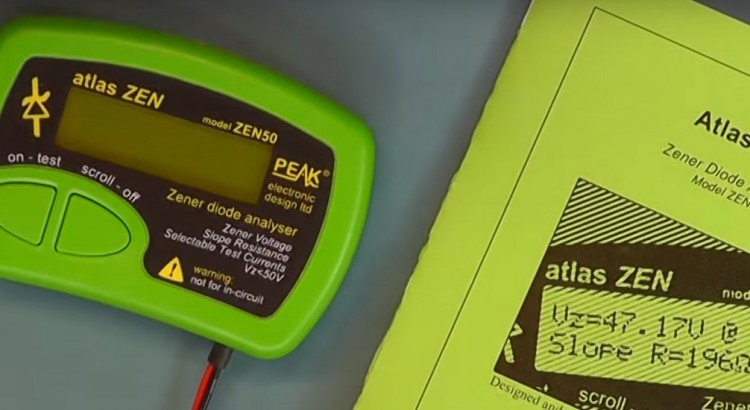 atlas ZEN
model ZEN50
on - test
scroll - off
PEAK®
electronic
design ltd
Zener diode analyser
Zener Voltage
Slope Resistance
Selectable Test Currents
Vz<50V
warning:
not for in-circuit
Atlas
Zener Diode
Model ZEN
atlas ZEN
Vz=47.17V @
Slope R=196Ω
Designed and
scroll